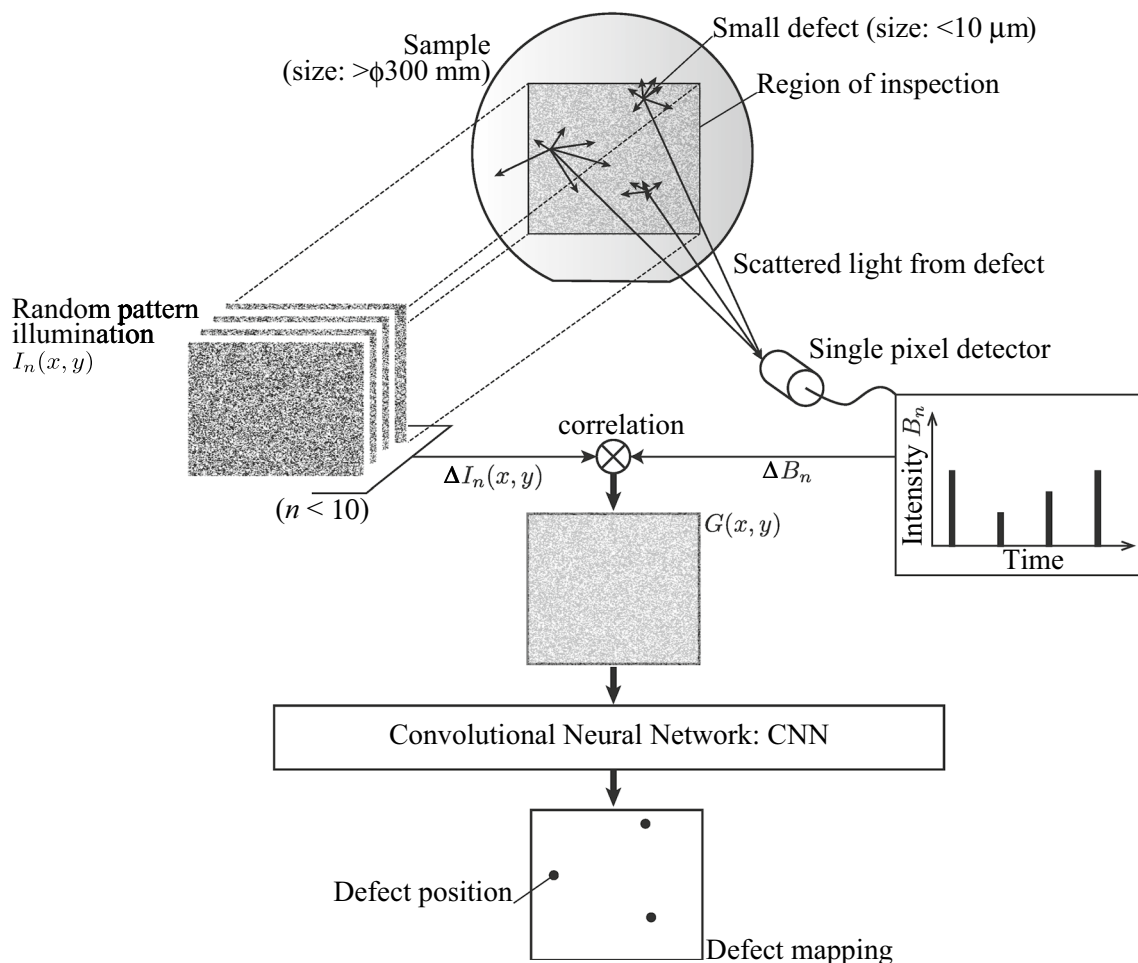 Sample
(size: >ϕ300 mm)
Small defect (size: <10 μm)
Region of inspection
Scattered light from defect
Random pattern
illumination
I_n(x, y)
Single pixel detector
correlation
ΔI_n(x, y)
ΔB_n
(n < 10)
Intensity B_n
Time
G(x, y)
Convolutional Neural Network: CNN
Defect position
Defect mapping